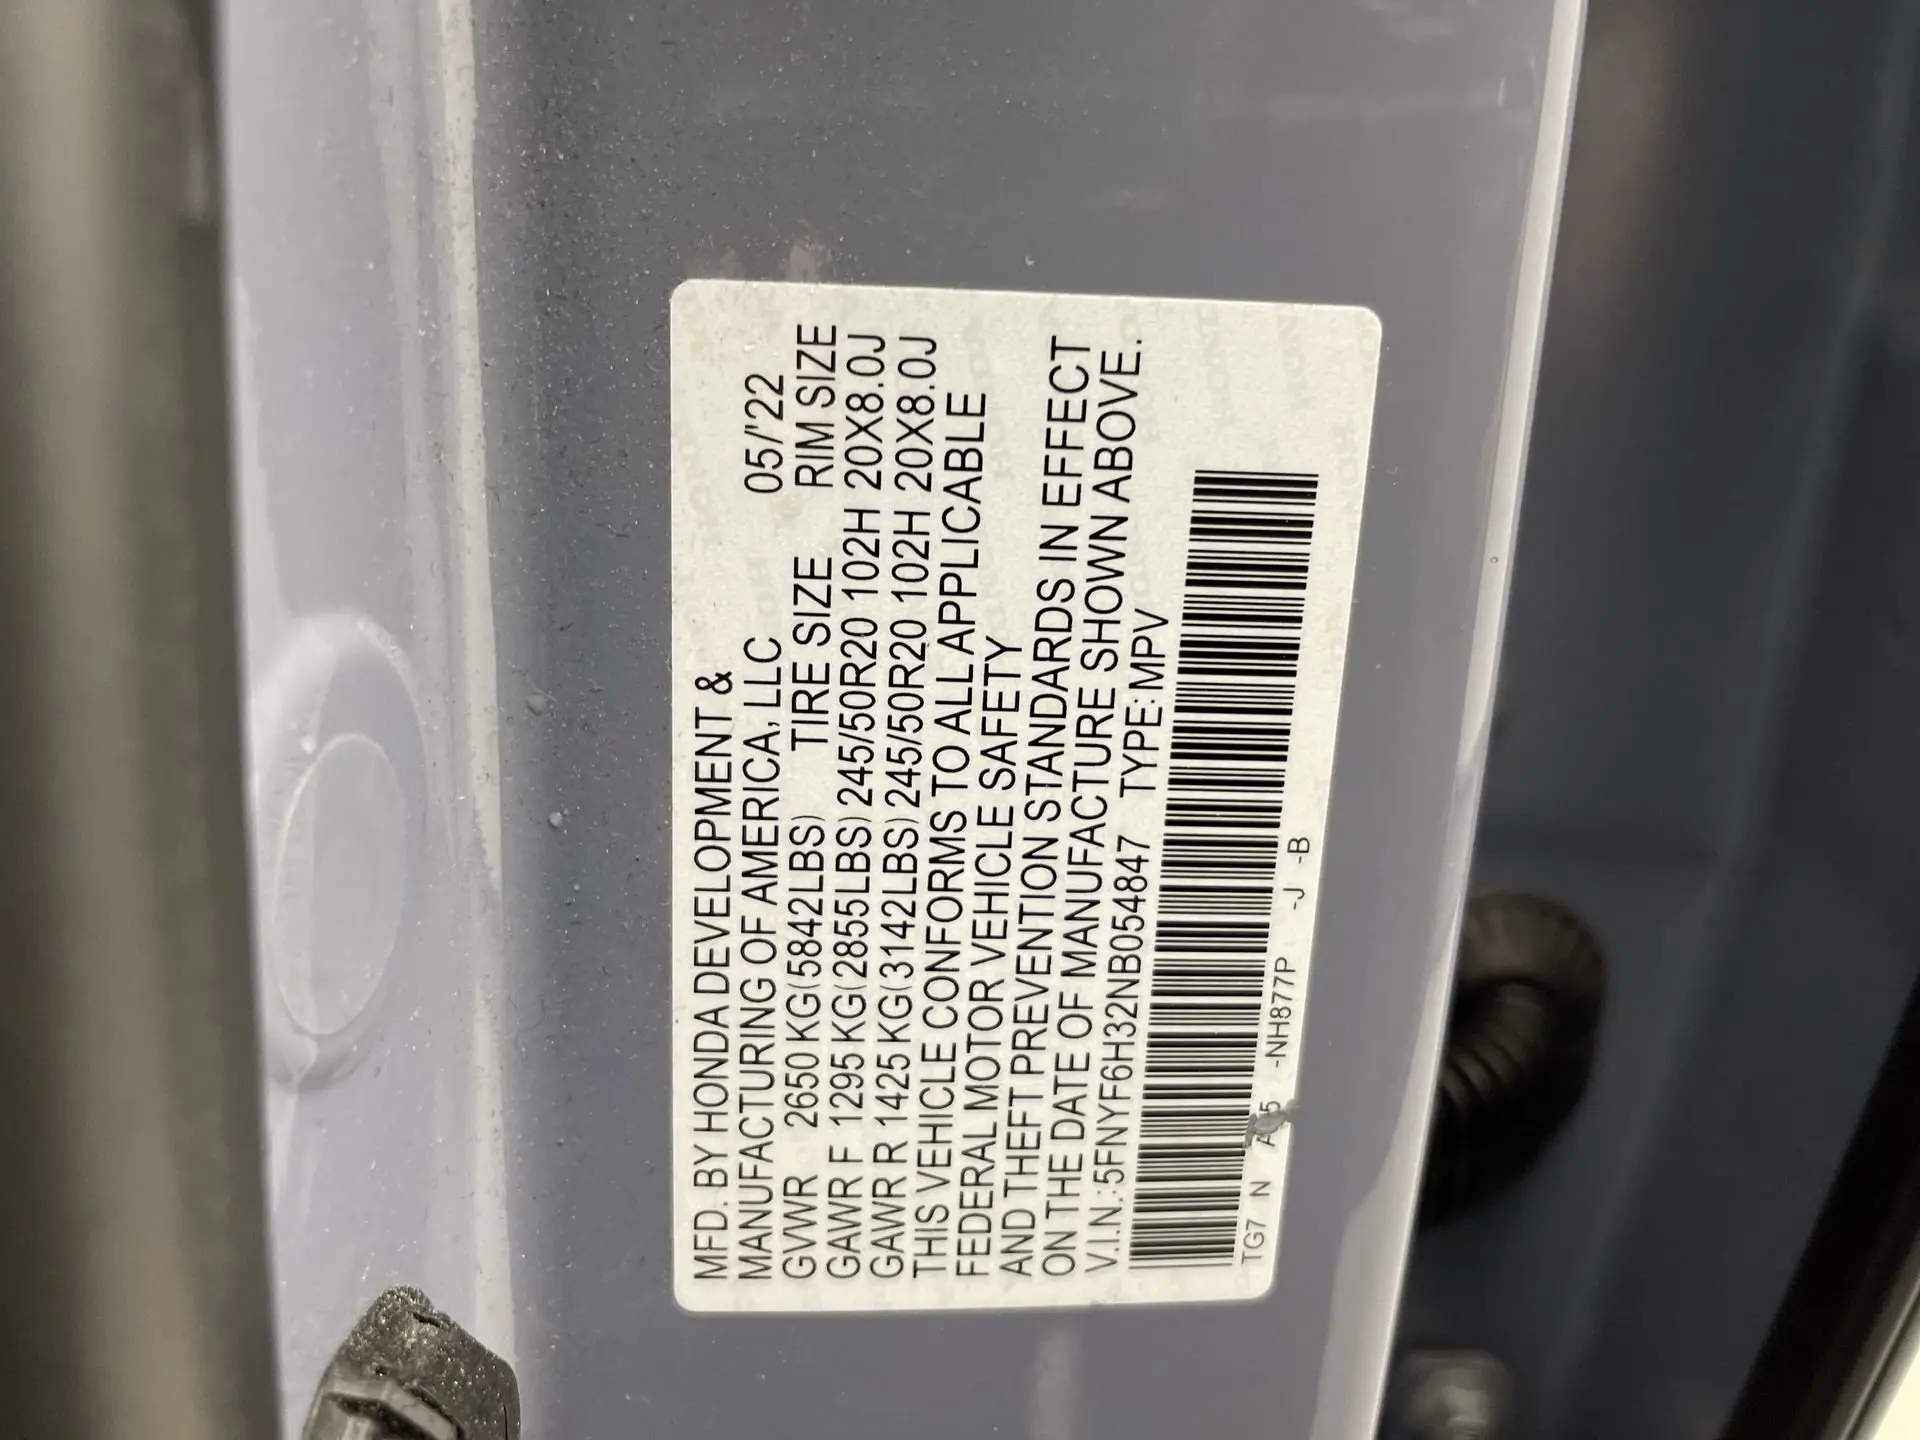 MFD. BY HONDA DEVELOPMENT &
MANUFACTURING OF AMERICA, LLC 05/'22
GVWR 2650 KG(5842LBS) TIRE SIZE RIM SIZE
GAWR F 1295 KG(2855LBS) 245/50R20 102H 20X8.0J
GAWR R 1425 KG(3142LBS) 245/50R20 102H 20X8.0J
THIS VEHICLE CONFORMS TO ALL APPLICABLE
FEDERAL MOTOR VEHICLE SAFETY
AND THEFT PREVENTION STANDARDS IN EFFECT
ON THE DATE OF MANUFACTURE SHOWN ABOVE.
V.I.N.:5FNYF6H32NB054847 TYPE:MPV
TG7 N -NH877P -J -B